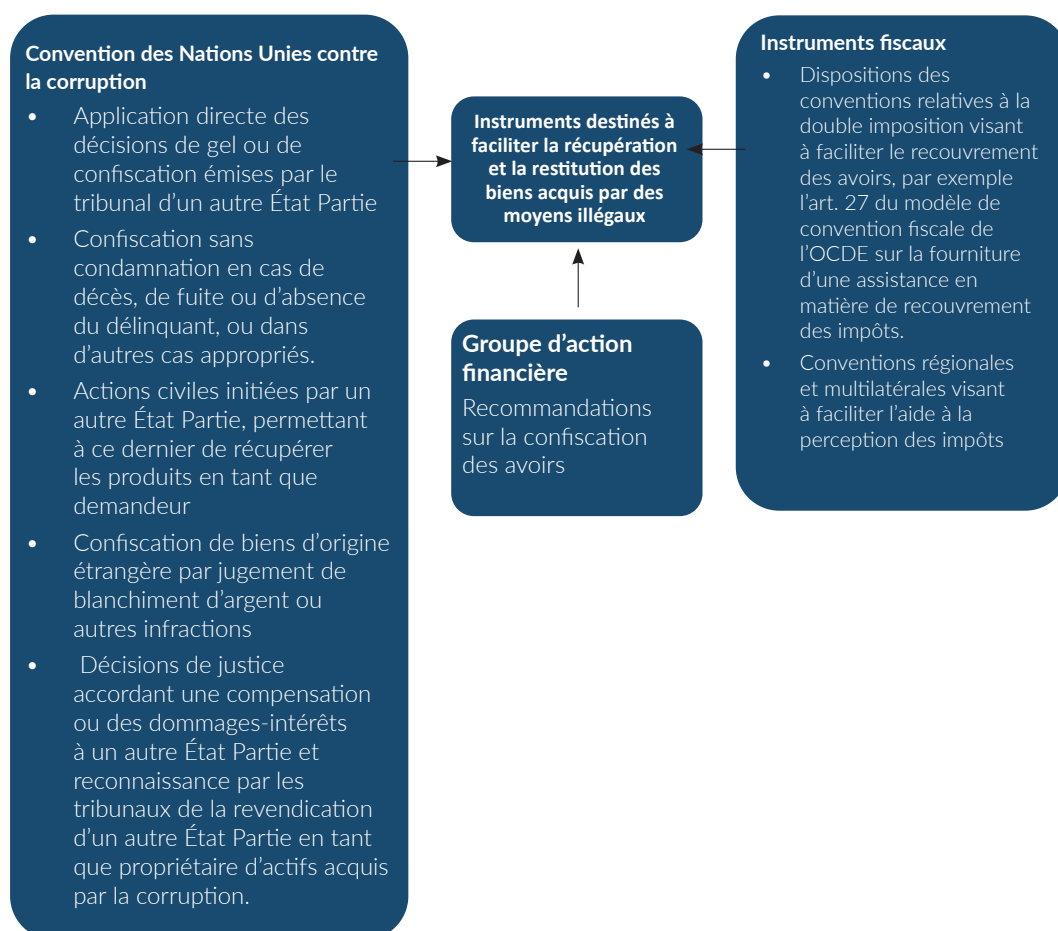 Convention des Nations Unies contre
la corruption
• Application directe des
décisions de gel ou de
confiscation émises par le
tribunal d'un autre État Partie
• Confiscation sans
condamnation en cas de
décès, de fuite ou d'absence
du délinquant, ou dans
d'autres cas appropriés.
• Actions civiles initiées par un
autre État Partie, permettant
à ce dernier de récupérer
les produits en tant que
demandeur
• Confiscation de biens d'origine
étrangère par jugement de
blanchiment d'argent ou
autres infractions
• Décisions de justice
accordant une compensation
ou des dommages-intérêts
à un autre État Partie et
reconnaissance par les
tribunaux de la revendication
d'un autre État Partie en tant
que propriétaire d'actifs acquis
par la corruption.
Instruments destinés à
faciliter la récupération
et la restitution des
biens acquis par des
moyens illégaux
Groupe d'action
financière
Recommandations
sur la confiscation
des avoirs
Instruments fiscaux
• Dispositions des
conventions relatives à la
double imposition visant
à faciliter le recouvrement
des avoirs, par exemple
l'art. 27 du modèle de
convention fiscale de
l'OCDE sur la fourniture
d'une assistance en
matière de recouvrement
des impôts.
• Conventions régionales
et multilatérales visant
à faciliter l'aide à la
perception des impôts